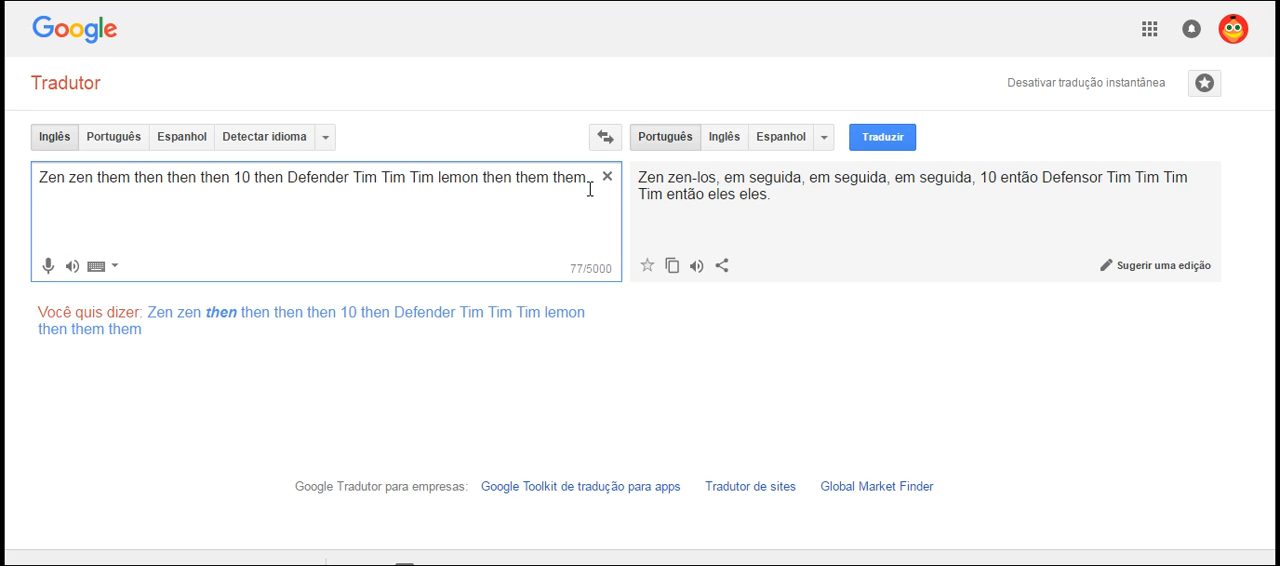 Google
Tradutor
Desativar tradução instantânea
Inglês Português Espanhol Detectar idioma
Português Inglês Espanhol Traduzir
Zen zen them then then then 10 then Defender Tim Tim Tim lemon then them them
77/5000
Zen zen-los, em seguida, em seguida, em seguida, 10 então Defensor Tim Tim Tim
Tim então eles eles.
Sugerir uma edição
Você quis dizer: Zen zen then then then then 10 then Defender Tim Tim Tim lemon
then them them
Google Tradutor para empresas: Google Toolkit de tradução para apps Tradutor de sites Global Market Finder